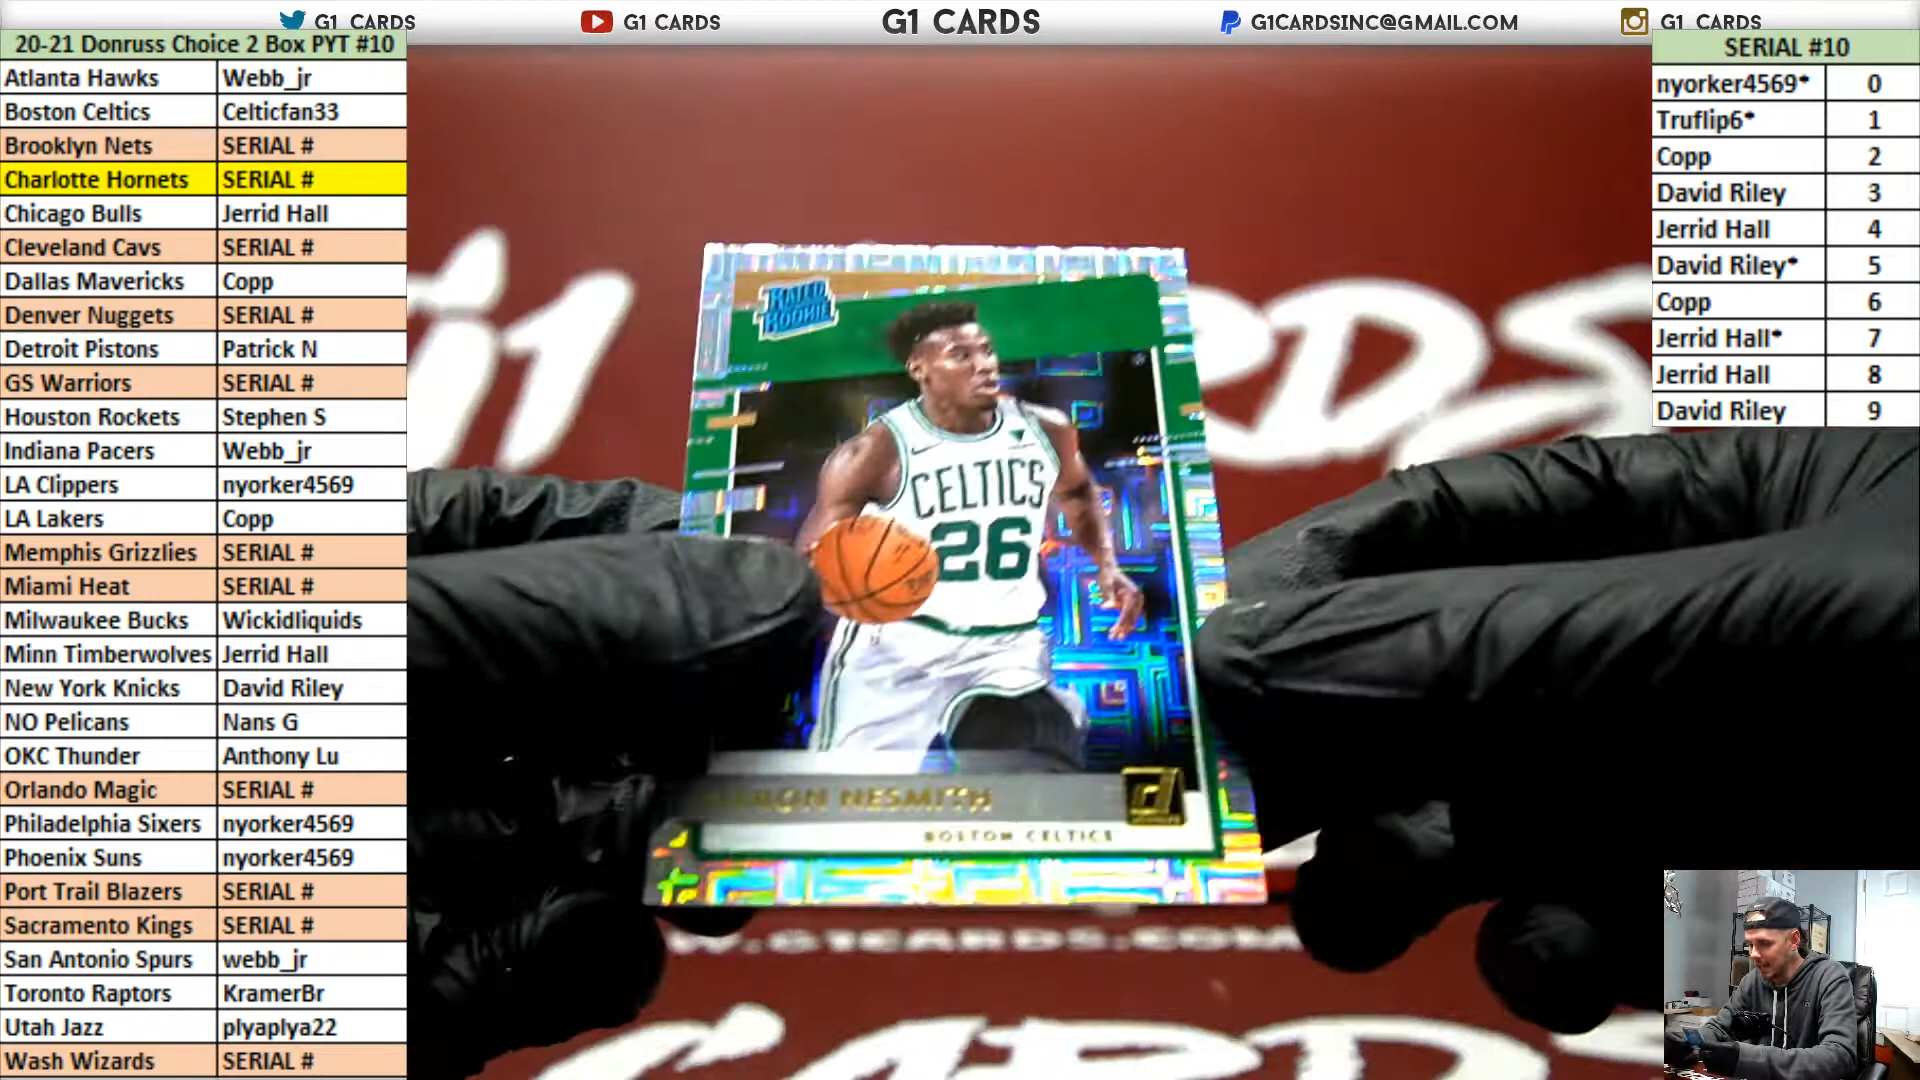 G1 CARDS
G1 CARDS
G1 CARDS
G1CARDSINC@GMAIL.COM
G1 CARDS
20-21 Donruss Choice 2 Box PYT #10
Atlanta Hawks Webb_jr
Boston Celtics Celticfan33
Brooklyn Nets SERIAL #
Charlotte Hornets SERIAL #
Chicago Bulls Jerrid Hall
Cleveland Cavs SERIAL #
Dallas Mavericks Copp
Denver Nuggets SERIAL #
Detroit Pistons Patrick N
GS Warriors SERIAL #
Houston Rockets Stephen S
Indiana Pacers Webb_jr
LA Clippers nyorker4569
LA Lakers Copp
Memphis Grizzlies SERIAL #
Miami Heat SERIAL #
Milwaukee Bucks Wickidliquids
Minn Timberwolves Jerrid Hall
New York Knicks David Riley
NO Pelicans Nans G
OKC Thunder Anthony Lu
Orlando Magic SERIAL #
Philadelphia Sixers nyorker4569
Phoenix Suns nyorker4569
Port Trail Blazers SERIAL #
Sacramento Kings SERIAL #
San Antonio Spurs webb_jr
Toronto Raptors KramerBr
Utah Jazz plyaplya22
Wash Wizards SERIAL #
SERIAL #10
nyorker4569* 0
Truflip6* 1
Copp 2
David Riley 3
Jerrid Hall 4
David Riley* 5
Copp 6
Jerrid Hall* 7
Jerrid Hall 8
David Riley 9
RATED
ROOKIE
CELTICS
26
AARON NESMITH
BOSTON CELTICS
G1 CARDS
WWW.G1CARDS.COM
CARDS